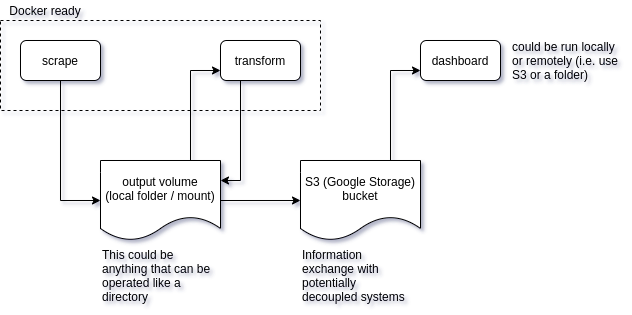 Docker ready
scrape
transform
dashboard
could be run locally
or remotely (i.e. use
S3 or a folder)
output volume
(local folder / mount)
S3 (Google Storage)
bucket
This could be
anything that can be
operated like a
directory
Information
exchange with
potentially
decoupled systems